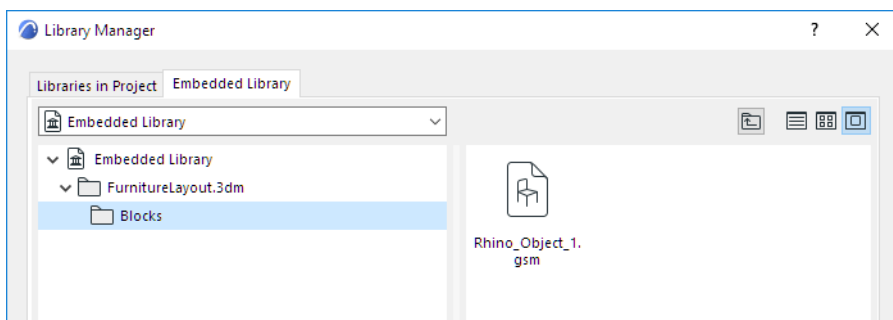 Library Manager
?
Libraries in Project
Embedded Library
Embedded Library
Embedded Library
FurnitureLayout.3dm
Blocks
Rhino_Object_1.
gsm